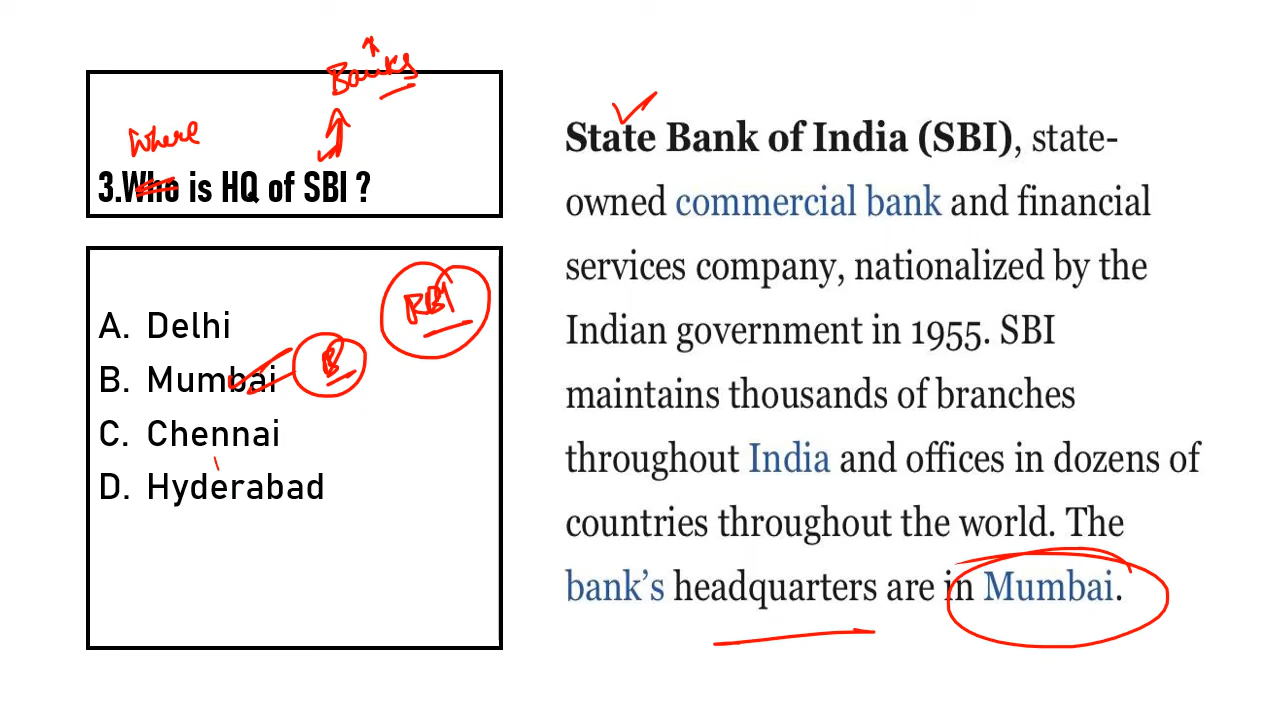 Banks
Where
3.Who is HQ of SBI ?
RBI
A. Delhi
B. Mumbai B
C. Chennai
D. Hyderabad
State Bank of India (SBI), state-
owned commercial bank and financial
services company, nationalized by the
Indian government in 1955. SBI
maintains thousands of branches
throughout India and offices in dozens of
countries throughout the world. The
bank’s headquarters are in Mumbai.